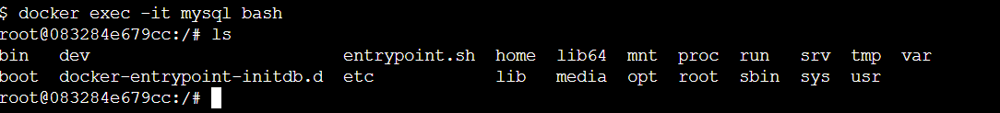 $ docker exec -it mysql bash
root@083284e679cc:/# ls
bin   dev                         entrypoint.sh  home  lib64  mnt  proc  run   srv  tmp  var
boot  docker-entrypoint-initdb.d  etc            lib   media  opt  root  sbin  sys  usr
root@083284e679cc:/#